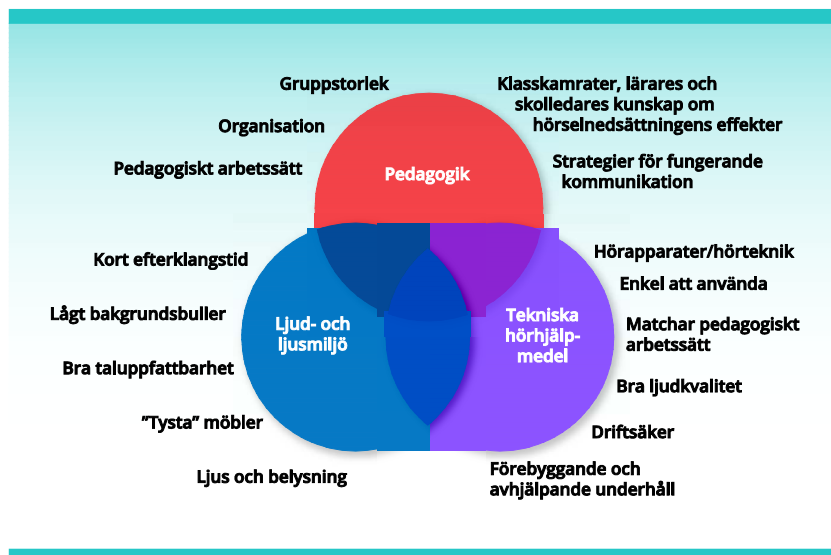 Gruppstorlek
Organisation
Pedagogiskt arbetssätt
Klasskamrater, lärares och
skolledares kunskap om
hörselnedsättningens effekter
Strategier för fungerande
kommunikation
Pedagogik
Kort efterklangstid
Lågt bakgrundsbuller
Bra taluppfattbarhet
”Tysta” möbler
Ljus och belysning
Ljud- och
ljusmiljö
Tekniska
hörhjälp-
medel
Hörapparater/hörteknik
Enkel att använda
Matchar pedagogiskt
arbetssätt
Bra ljudkvalitet
Driftsäker
Förebyggande och
avhjälpande underhåll